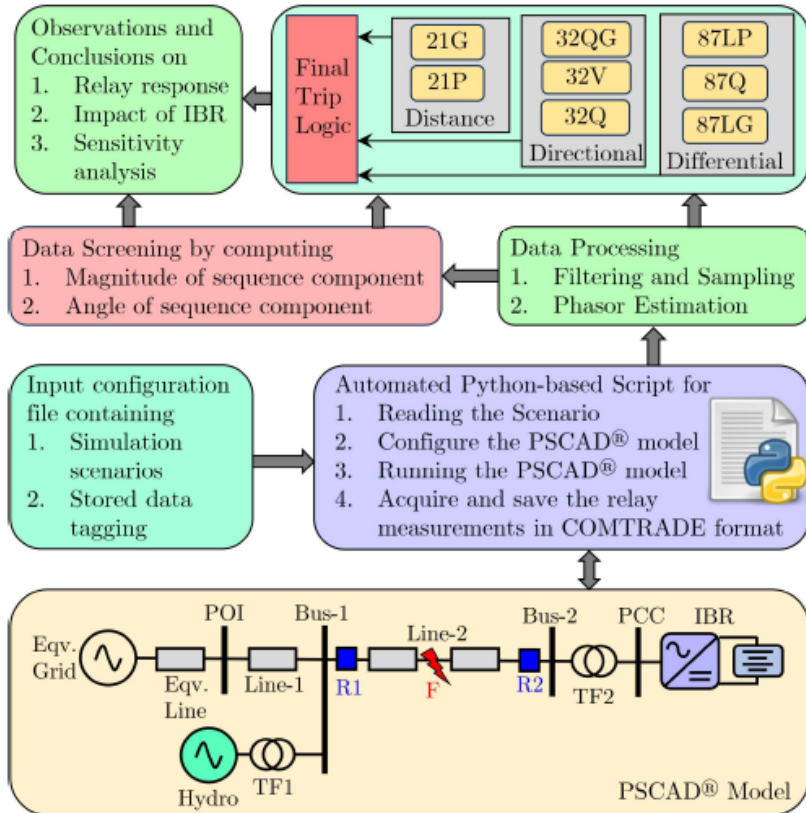 Observations and
Conclusions on
1. Relay response
2. Impact of IBR
3. Sensitivity
analysis
Final
Trip
Logic
21G
21P
Distance
32QG
32V
32Q
Directional
87LP
87Q
87LG
Differential
Data Screening by computing
1. Magnitude of sequence component
2. Angle of sequence component
Data Processing
1. Filtering and Sampling
2. Phasor Estimation
Input configuration
file containing
1. Simulation
scenarios
2. Stored data
tagging
Automated Python-based Script for
1. Reading the Scenario
2. Configure the PSCAD® model
3. Running the PSCAD® model
4. Acquire and save the relay
measurements in COMTRADE format
Eqv.
Grid
Eqv.
Line
POI
Line-1
Bus-1
R1
Line-2
F
R2
Bus-2
TF2
PCC
IBR
Hydro
TF1
PSCAD® Model